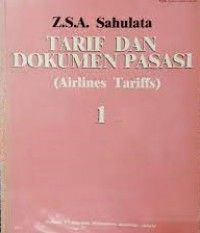 Z.S.A. Sahulata
TARIF DAN
DOKUMEN PASASI
(Airlines Tariffs)
1